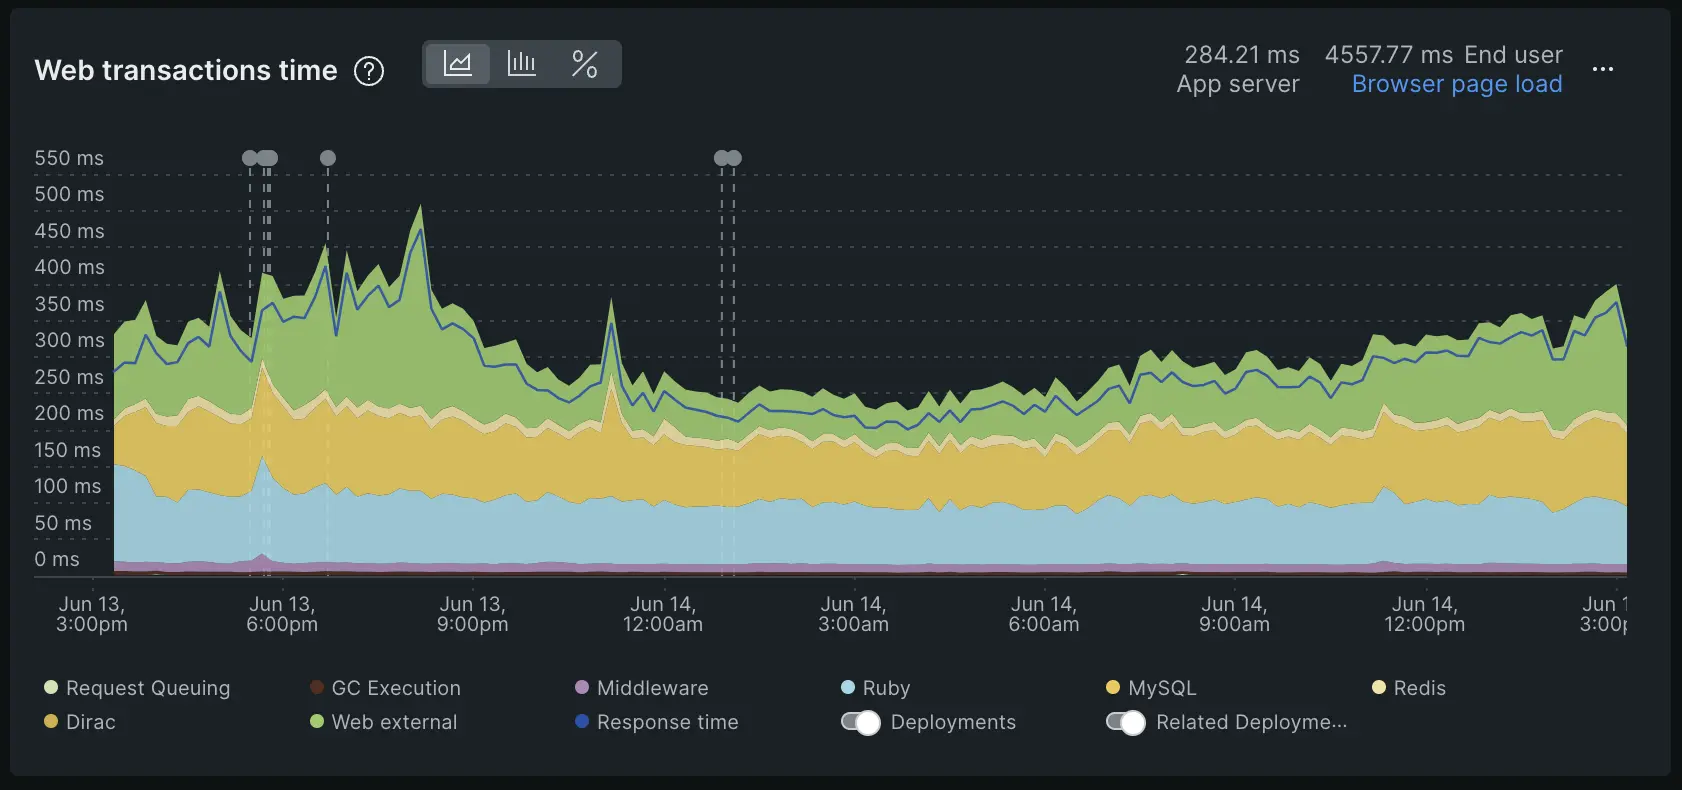 Web transactions time ?
%
284.21 ms 4557.77 ms End user
App server Browser page load
550 ms
500 ms
450 ms
400 ms
350 ms
300 ms
250 ms
200 ms
150 ms
100 ms
50 ms
0 ms
Jun 13, Jun 13, Jun 13, Jun 14, Jun 14, Jun 14, Jun 14, Jun 14, Jun 1
3:00pm 6:00pm 9:00pm 12:00am 3:00am 6:00am 9:00am 12:00pm 3:00p
Request Queuing GC Execution Middleware Ruby MySQL Redis
Dirac Web external Response time Deployments Related Deployme...